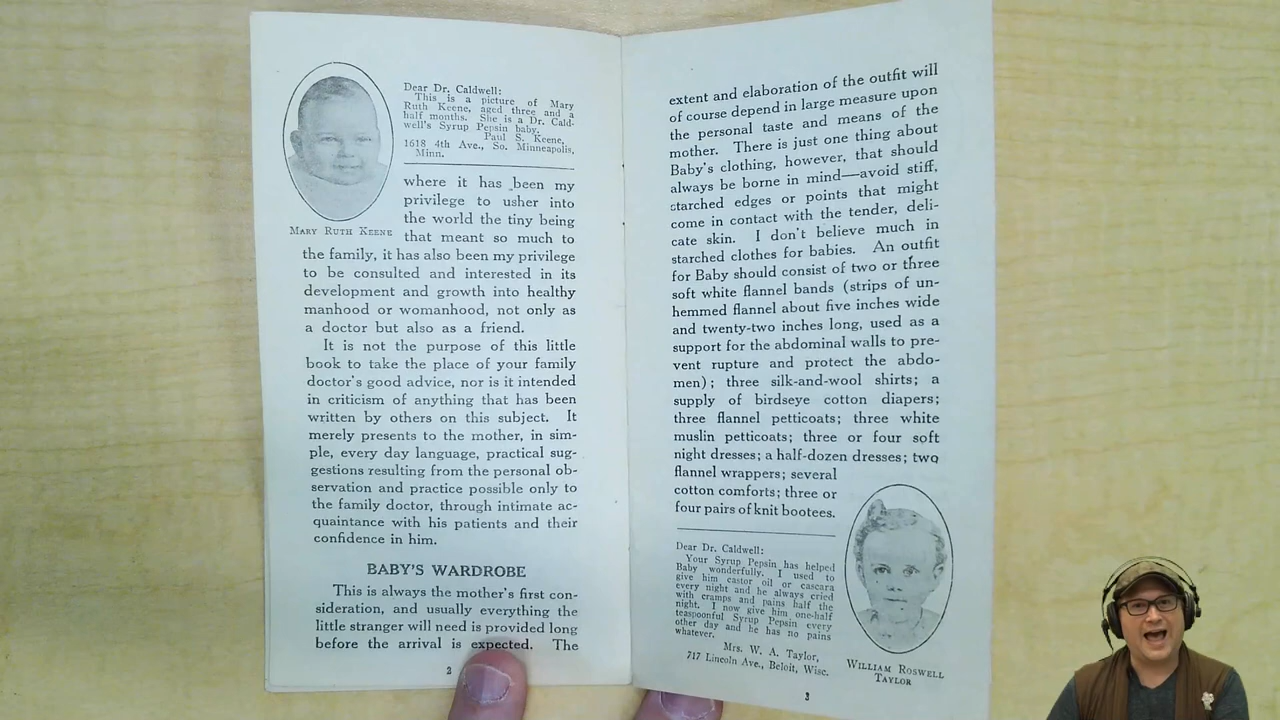 Dear Dr. Caldwell:
This is a picture of Mary
Ruth Keene, aged three and a
half months. She is a Dr. Cald-
well's Syrup Pepsin baby.
Paul S. Keene,
1618 4th Ave., So. Minneapolis,
Minn.
MARY RUTH KEENE
where it has been my
privilege to usher into
the world the tiny being
that meant so much to
the family, it has also been my privilege
to be consulted and interested in its
development and growth into healthy
manhood or womanhood, not only as
a doctor but also as a friend.
It is not the purpose of this little
book to take the place of your family
doctor's good advice, nor is it intended
in criticism of anything that has been
written by others on this subject. It
merely presents to the mother, in sim-
ple, every day language, practical sug-
gestions resulting from the personal ob-
servation and practice possible only to
the family doctor, through intimate ac-
quaintance with his patients and their
confidence in him.
BABY'S WARDROBE
This is always the mother's first con-
sideration, and usually everything the
little stranger will need is provided long
before the arrival is expected. The
2
extent and elaboration of the outfit will
of course depend in large measure upon
the personal taste and means of the
mother. There is just one thing about
Baby's clothing, however, that should
always be borne in mind—avoid stiff,
starched edges or points that might
come in contact with the tender, deli-
cate skin. I don't believe much in
starched clothes for babies. An outfit
for Baby should consist of two or three
soft white flannel bands (strips of un-
hemmed flannel about five inches wide
and twenty-two inches long, used as a
support for the abdominal walls to pre-
vent rupture and protect the abdo-
men); three silk-and-wool shirts; a
supply of birdseye cotton diapers;
three flannel petticoats; three white
muslin petticoats; three or four soft
night dresses; a half-dozen dresses; two
flannel wrappers; several
cotton comforts; three or
four pairs of knit bootees.
Dear Dr. Caldwell:
Your Syrup Pepsin has helped
Baby wonderfully. I used to
give him castor oil or cascara
every night and he always cried
with cramps and pains half the
night. I now give him one-half
teaspoonful Syrup Pepsin every
other day and he has no pains
whatever.
Mrs. W. A. Taylor,
717 Lincoln Ave., Beloit, Wisc.
WILLIAM ROSWELL
TAYLOR
3